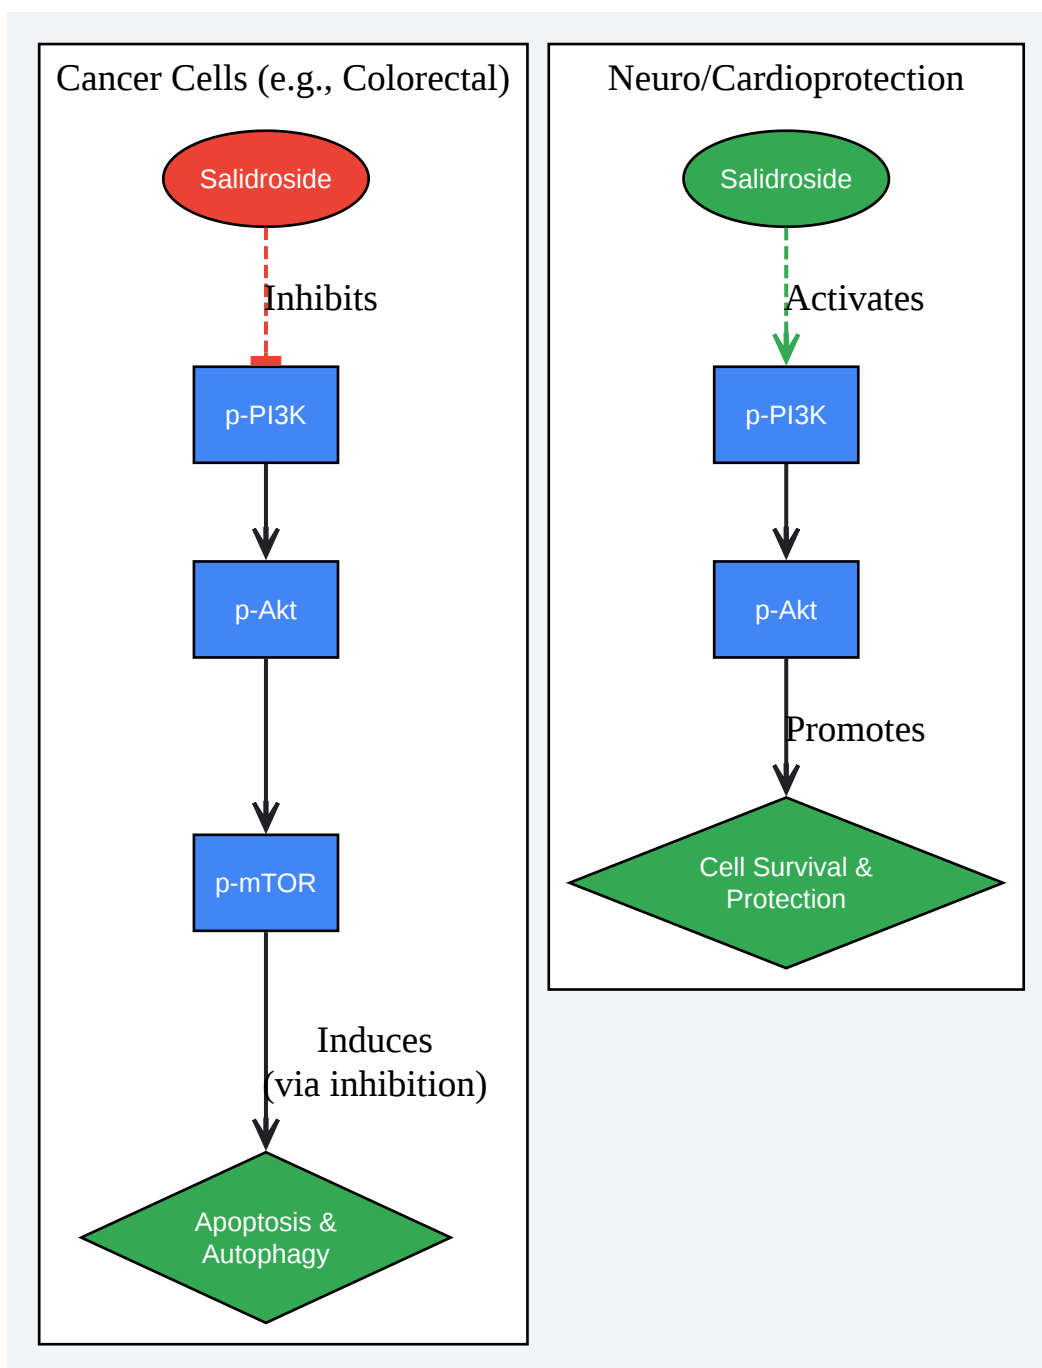 Cancer Cells (e.g., Colorectal)
Salidroside
Inhibits
p-PI3K
p-Akt
p-mTOR
Induces
(via inhibition)
Apoptosis &
Autophagy
Neuro/Cardioprotection
Salidroside
Activates
p-PI3K
p-Akt
Promotes
Cell Survival &
Protection